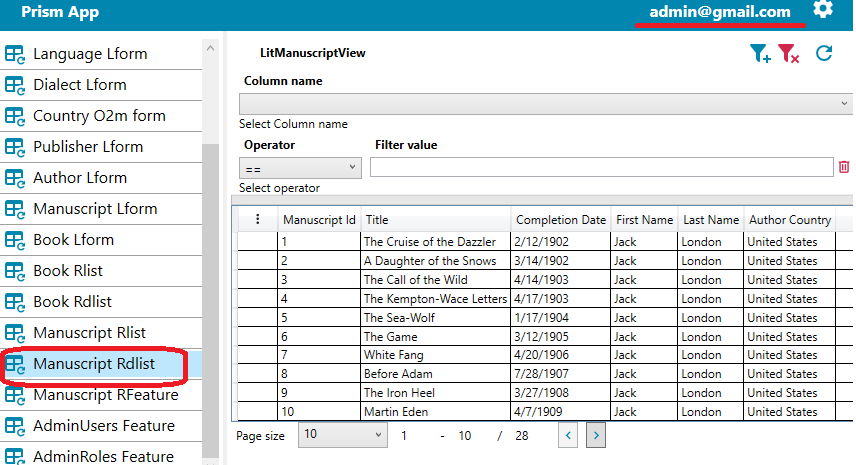 Prism App
admin@gmail.com
Language Lform
Dialect Lform
Country O2m form
Publisher Lform
Author Lform
Manuscript Lform
Book Lform
Book Rlist
Book Rdlist
Manuscript Rlist
Manuscript Rdlist
Manuscript RFeature
AdminUsers Feature
AdminRoles Feature
LitManuscriptView
Column name
Select Column name
Operator Filter value
==
Select operator
Manuscript Id Title Completion Date First Name Last Name Author Country
1 The Cruise of the Dazzler 2/12/1902 Jack London United States
2 A Daughter of the Snows 3/14/1902 Jack London United States
3 The Call of the Wild 4/14/1903 Jack London United States
4 The Kempton-Wace Letters 4/17/1903 Jack London United States
5 The Sea-Wolf 1/17/1904 Jack London United States
6 The Game 3/12/1905 Jack London United States
7 White Fang 4/20/1906 Jack London United States
8 Before Adam 7/28/1907 Jack London United States
9 The Iron Heel 3/27/1908 Jack London United States
10 Martin Eden 4/7/1909 Jack London United States
Page size 10 1 - 10 / 28 < >